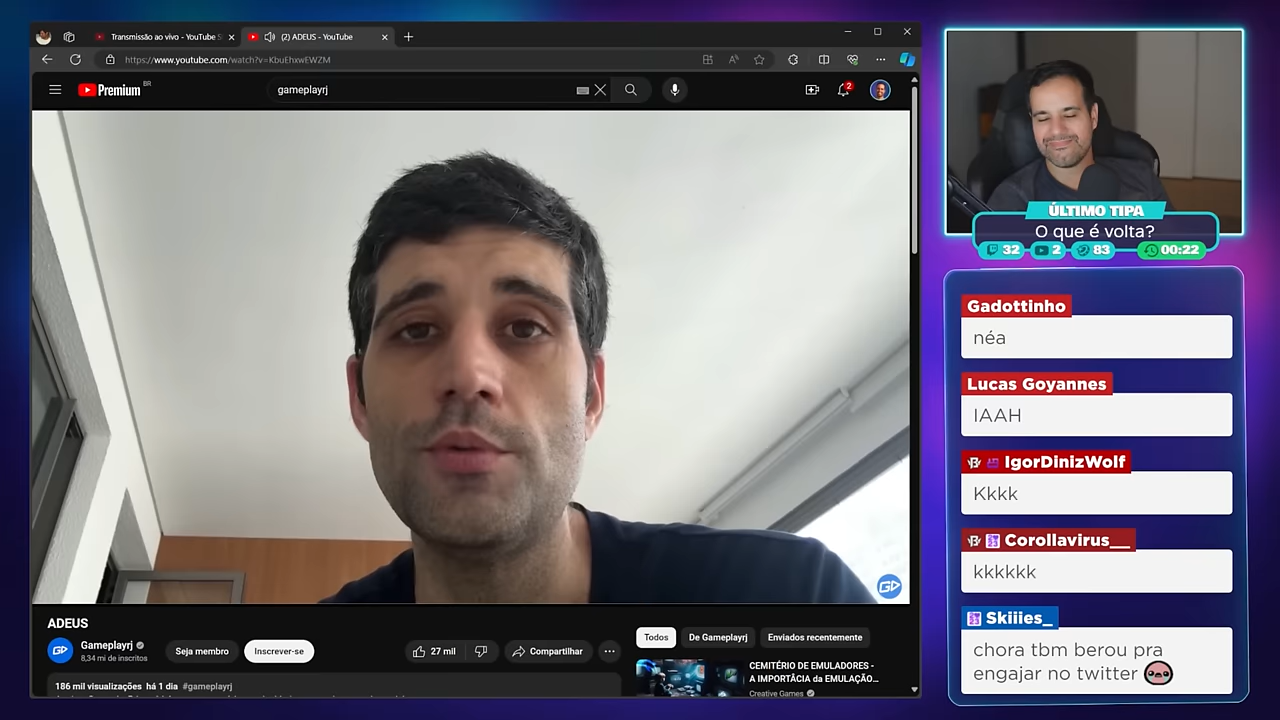 Transmissão ao vivo - YouTube S
(2) ADEUS - YouTube
https://www.youtube.com/watch?v=KbuEhxwEWZM
Premium BR
gameplayrj
2
ADEUS
Gameplayrj
8,34 mi de inscritos
Seja membro
Inscrever-se
27 mil
Compartilhar
186 mil visualizações há 1 dia #gameplayrj
Todos
De Gameplayrj
Enviados recentemente
CEMITÉRIO DE EMULADORES -
A IMPORTÂCIA da EMULAÇÃO...
Creative Games
ÚLTIMO TIPA
O que é volta?
32
2
83
00:22
Gadottinho
néa
Lucas Goyannes
IAAH
IgorDinizWolf
Kkkk
Corollavirus__
kkkkkk
Skiiies_
chora tbm berou pra
engajar no twitter